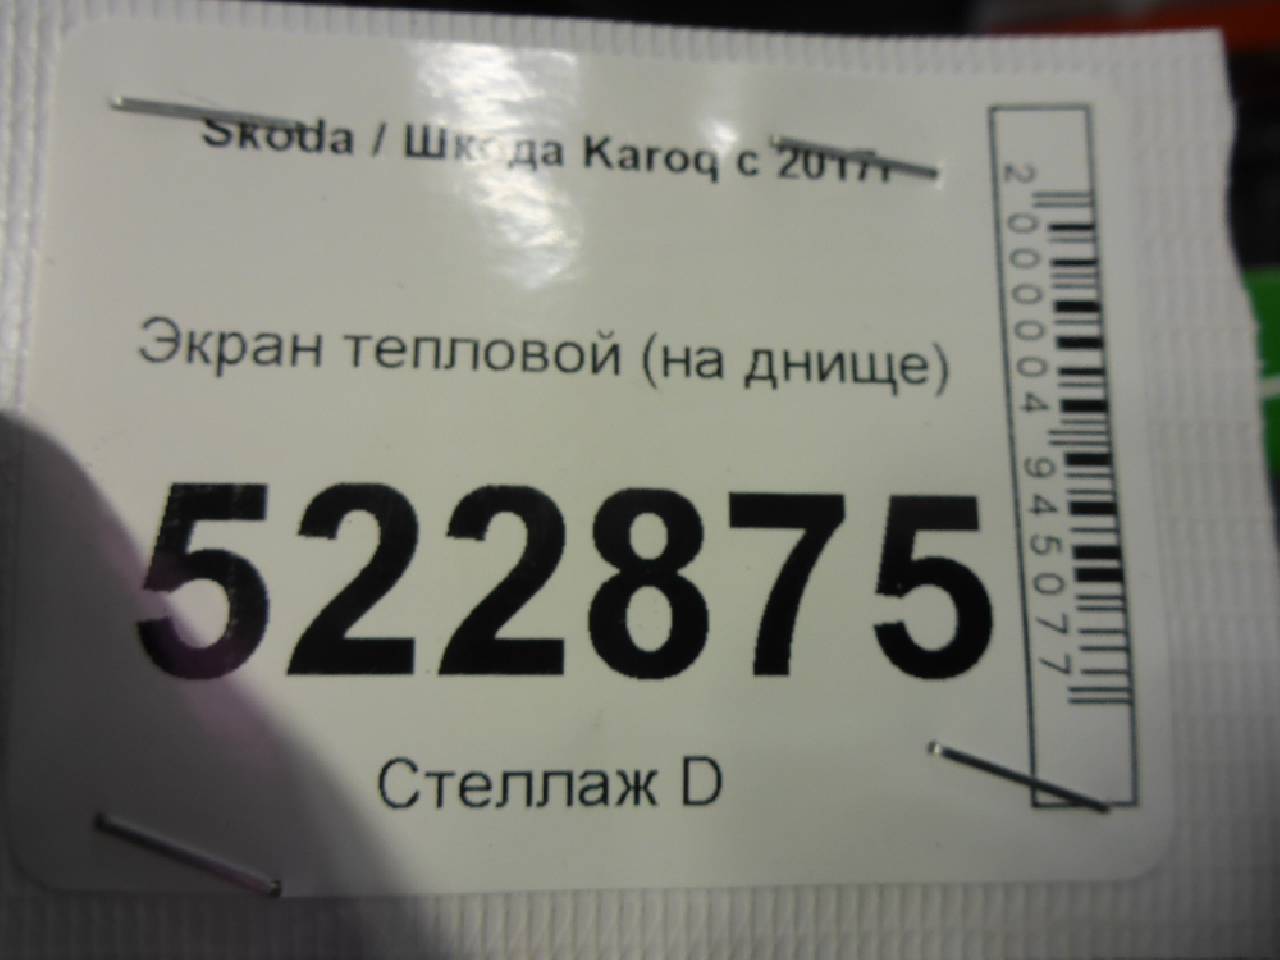 Skoda / Шкода Karoq с 2017г
Экран тепловой (на днище)
522875
Стеллаж D
2000004945077